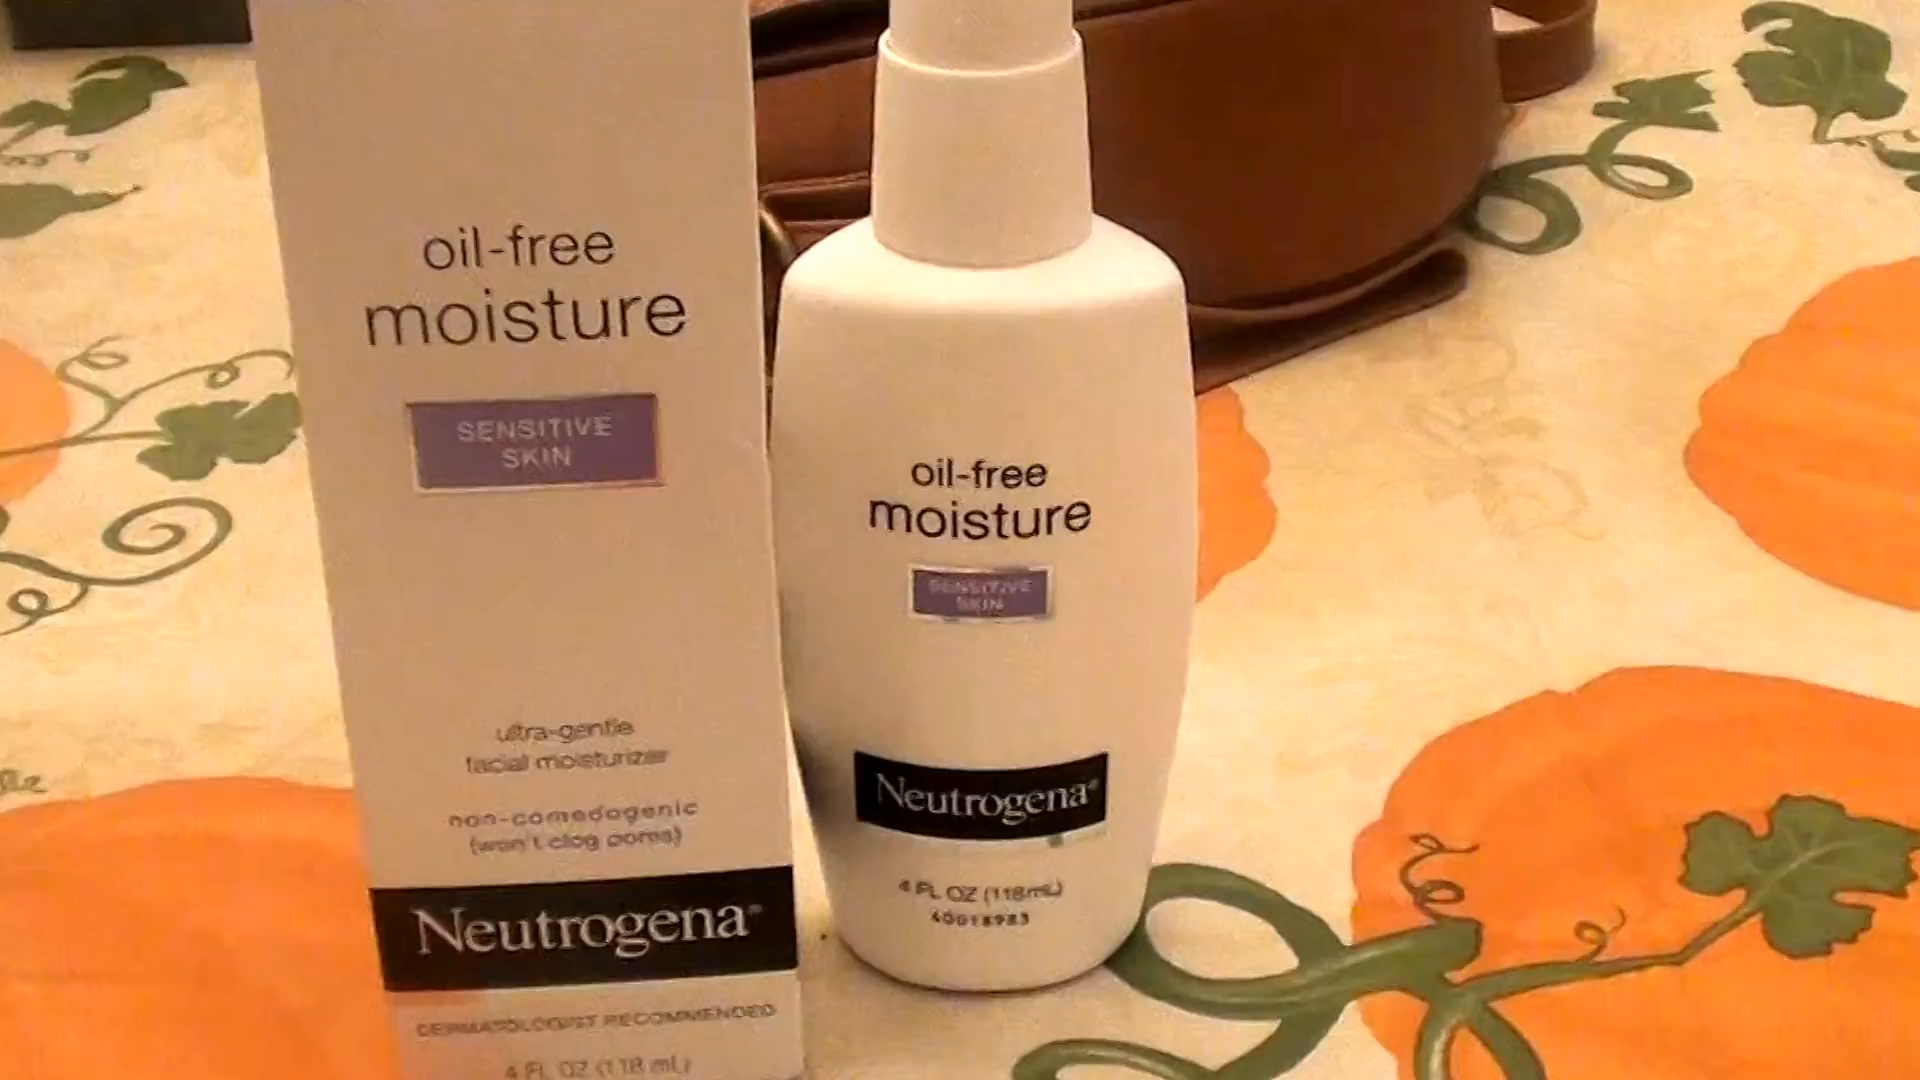 oil-free
moisture
SENSITIVE
SKIN
ultra-gentle
facial moisturizer
non-comedogenic
(won't clog pores)
Neutrogena®
DERMATOLOGIST RECOMMENDED
4 FL OZ (118 mL)
oil-free
moisture
SENSITIVE
SKIN
Neutrogena®
4 FL OZ (118mL)